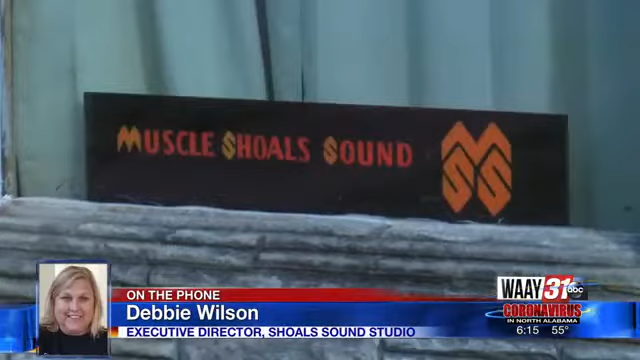 MUSCLE SHOALS SOUND
MSS
ON THE PHONE
Debbie Wilson
EXECUTIVE DIRECTOR, SHOALS SOUND STUDIO
WAAY 31 abc
CORONAVIRUS
IN NORTH ALABAMA
6:15 55°